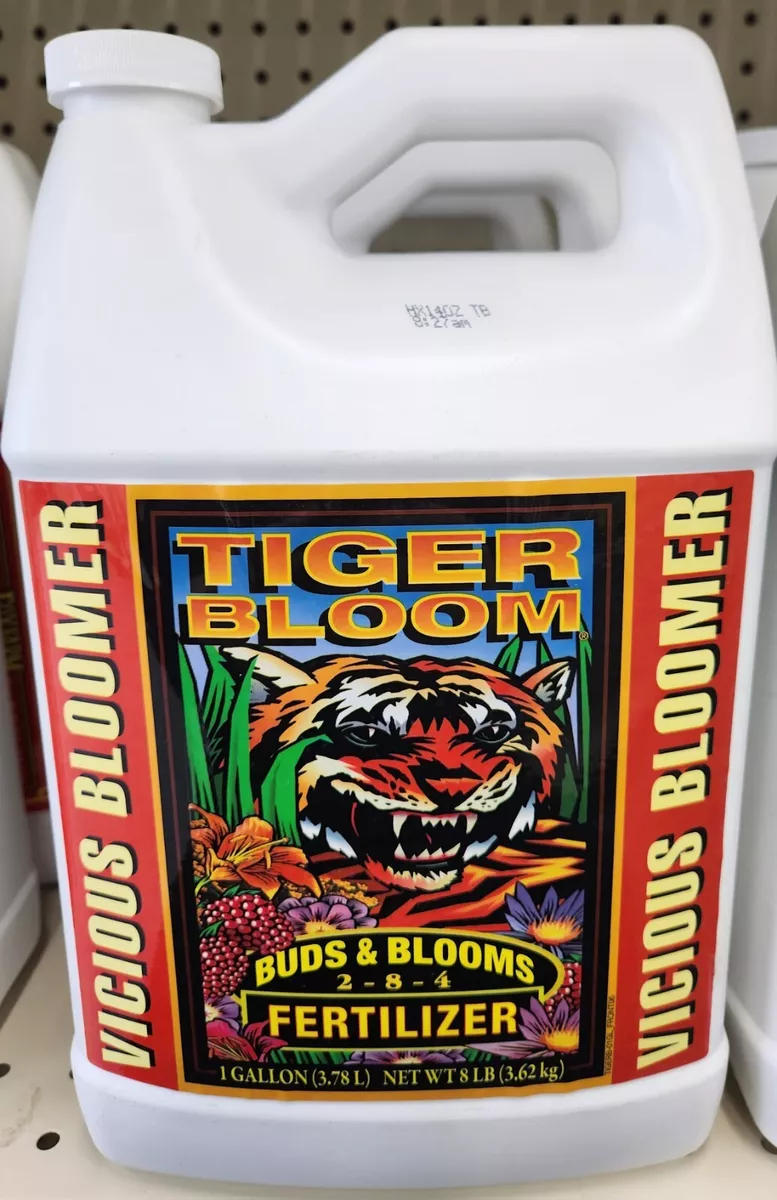 HX1402 TB
8:27am
VICIOUS BLOOMER
TIGER
BLOOM®
BUDS & BLOOMS
2-8-4
FERTILIZER
1 GALLON (3.78 L) NET WT 8 LB (3.62 kg)
VICIOUS BLOOMER